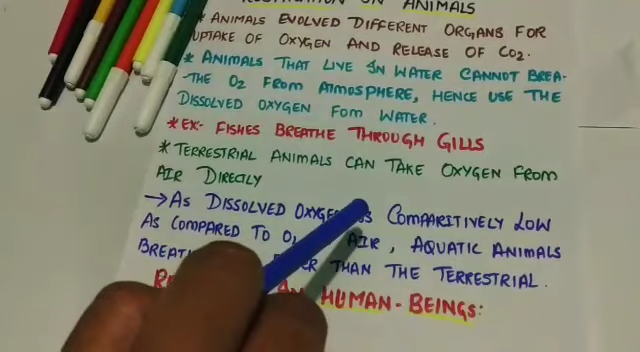 ON ANIMALS
* ANIMALS EVOLVED DIFFERENT ORGANS FOR
UPTAKE OF OXYGEN AND RELEASE OF CO2.
* ANIMALS THAT LIVE IN WATER CANNOT BREA-
-THE O2 FROM ATMOSPHERE, HENCE USE THE
DISSOLVED OXYGEN FOM WATER.
* EX:- FISHES BREATHE THROUGH GILLS
* TERRESTRIAL ANIMALS CAN TAKE OXYGEN FROM
AIR DIRECTLY
→ AS DISSOLVED COMPARITIVELY LOW
AS COMPARED TO AIR, AQUATIC ANIMALS
THAN THE TERRESTRIAL.
HUMAN-BEINGS: